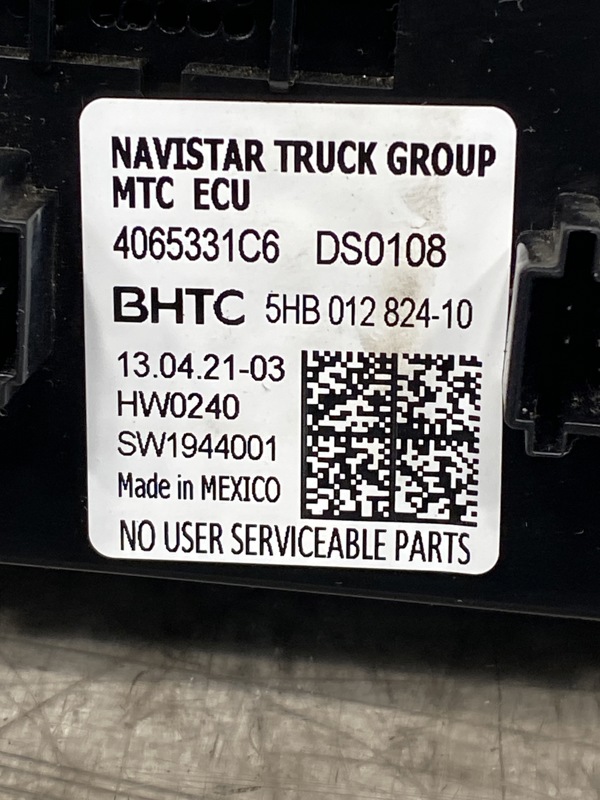 NAVISTAR TRUCK GROUP
MTC ECU
4065331C6 DS0108
BHTC 5HB 012 824-10
13.04.21-03
HW0240
SW1944001
Made in MEXICO
NO USER SERVICEABLE PARTS